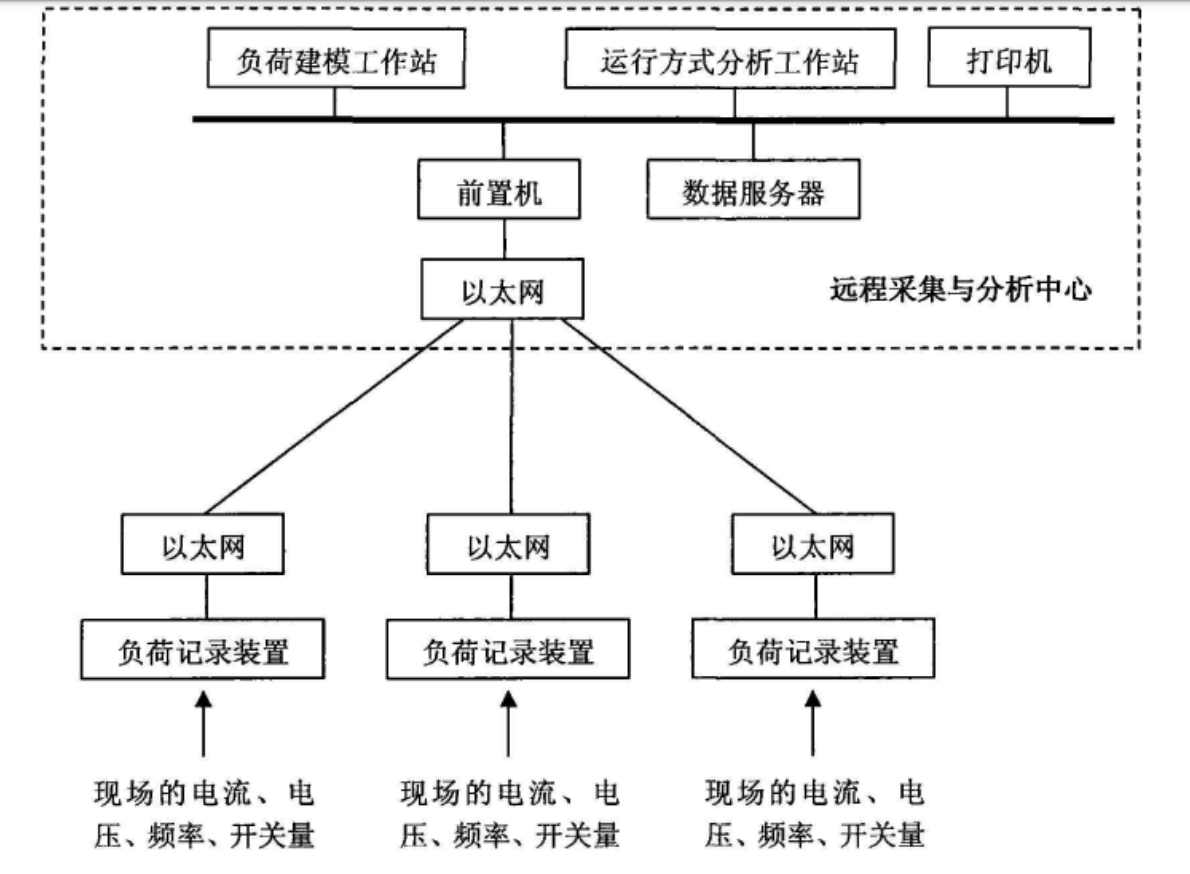 负荷建模工作站
运行方式分析工作站
打印机
前置机
数据服务器
以太网
远程采集与分析中心
以太网
以太网
以太网
负荷记录装置
负荷记录装置
负荷记录装置
现场的电流、电
压、频率、开关量
现场的电流、电
压、频率、开关量
现场的电流、电
压、频率、开关量